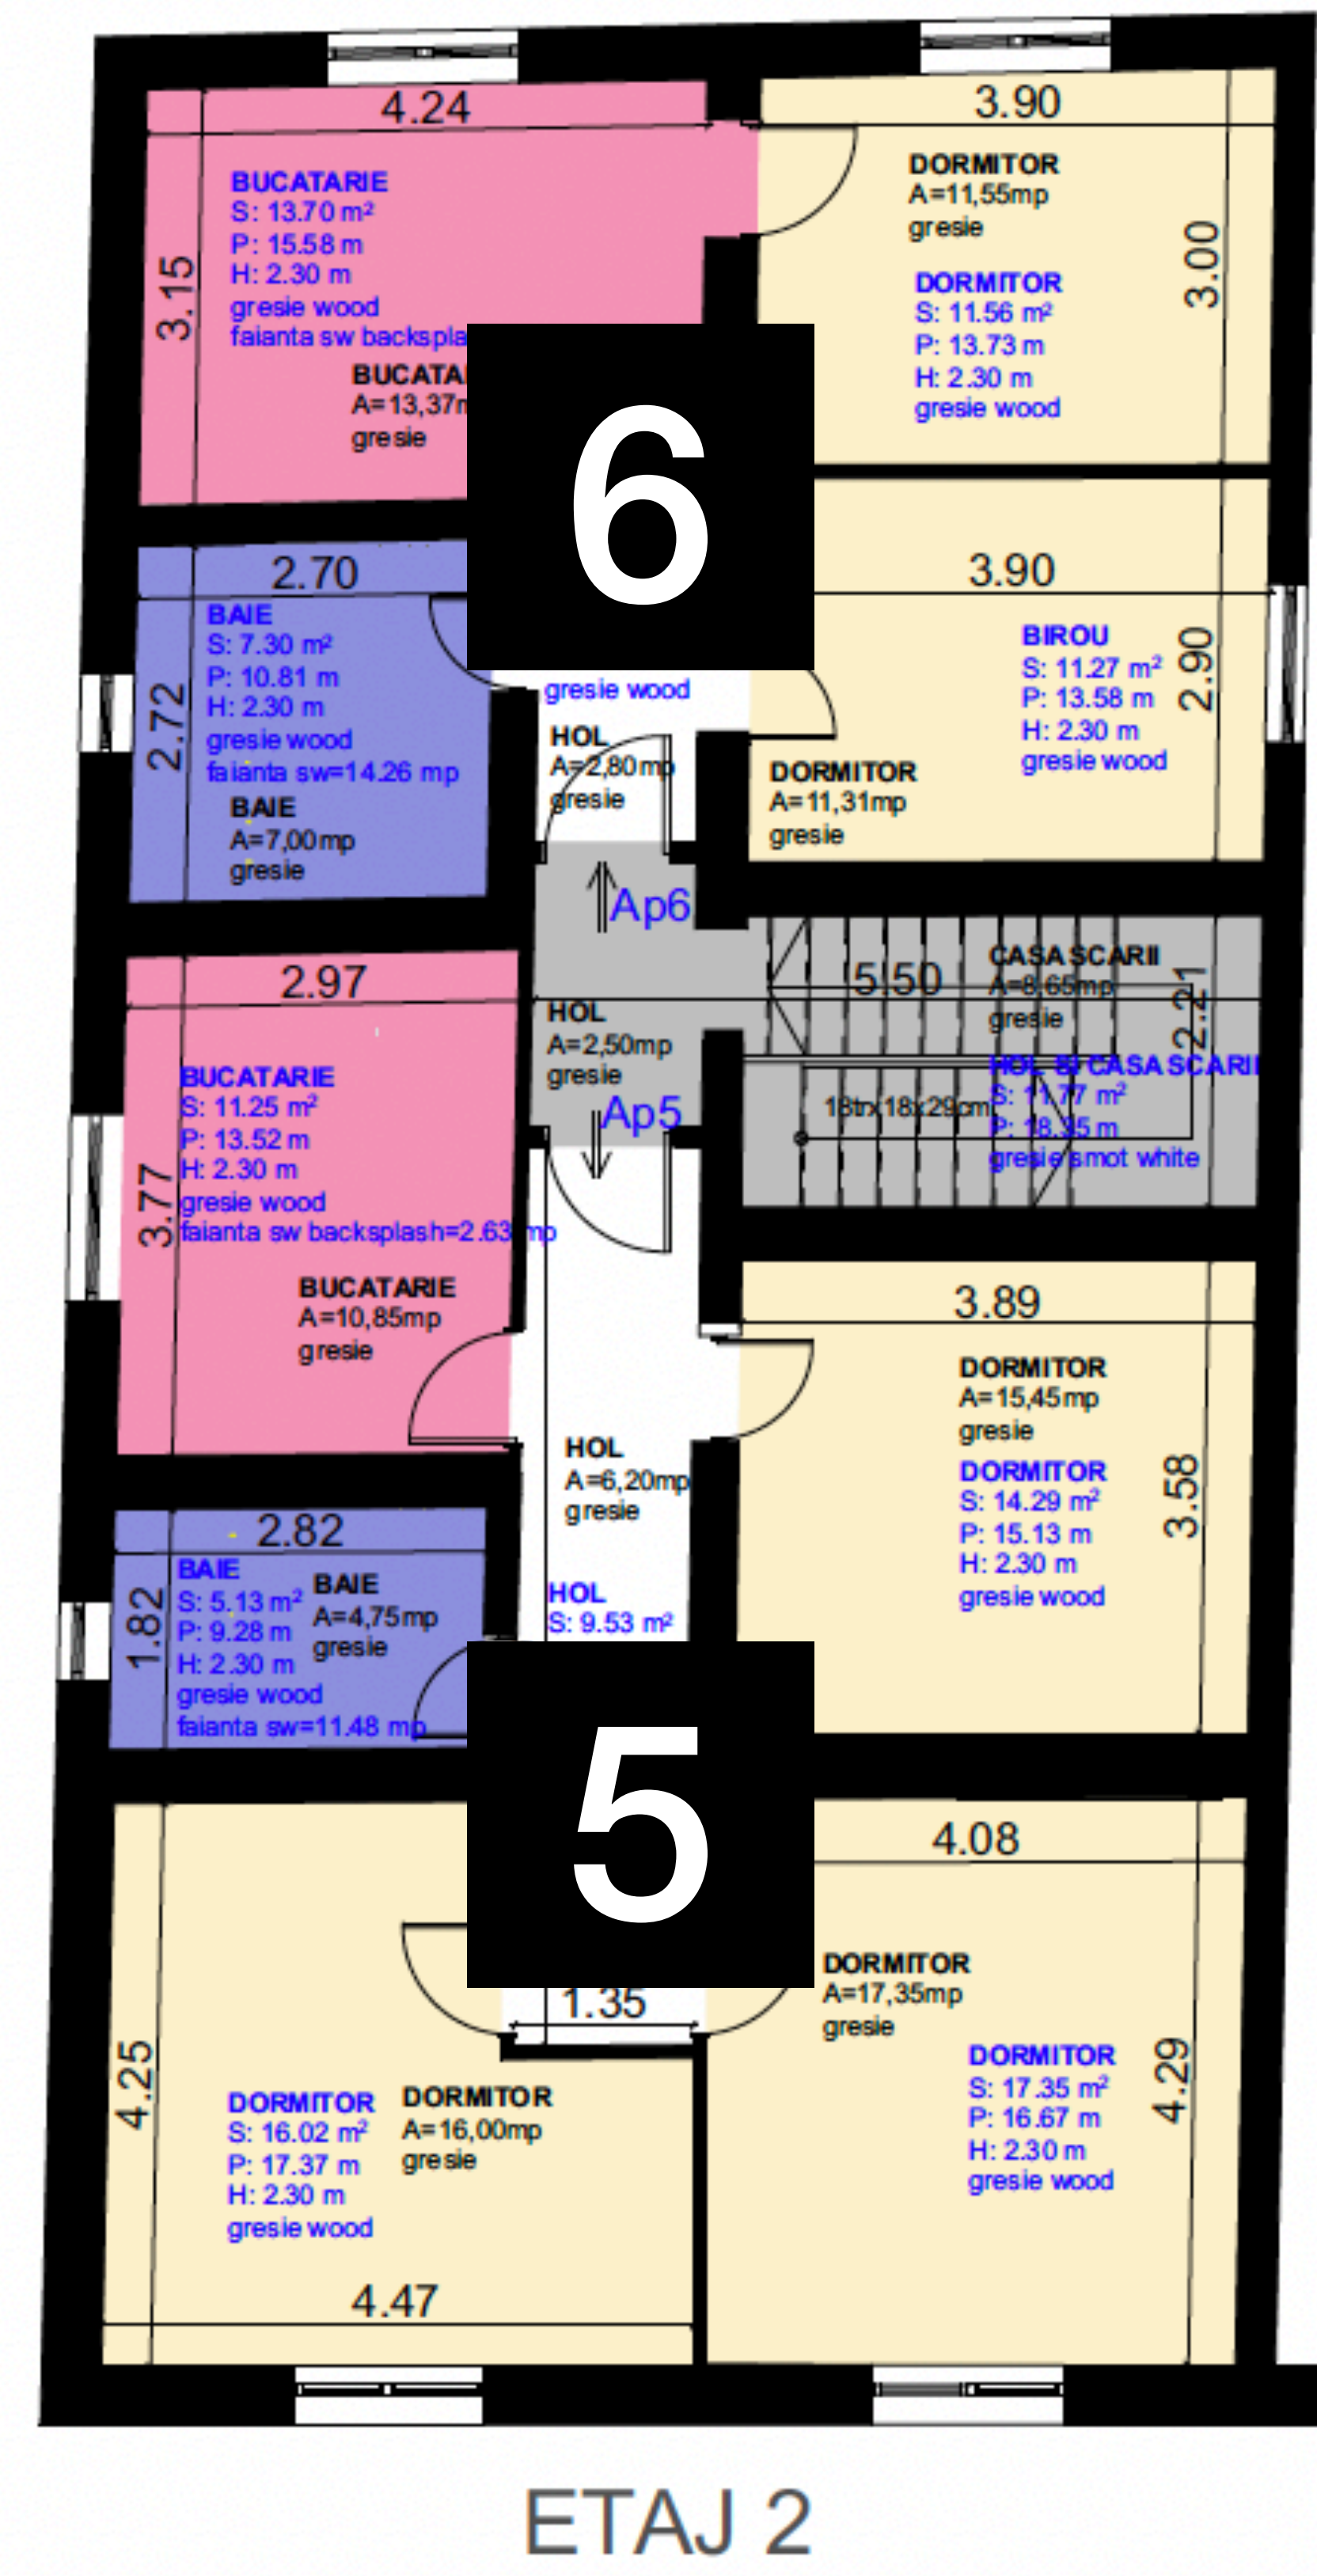 4.24
3.90
BUCATARIE
S: 13.70 m²
P: 15.58 m
H: 2.30 m
gresie wood
faianta sw
3.15
A=13,37
gresie
DORMITOR
A=11,55mp
gresie
DORMITOR
S: 11.56 m²
P: 13.73 m
H: 2.30 m
gresie wood
3.00
6
2.70
BAIE
S: 7.30 m²
P: 10.81 m
H: 2.30 m
gresie wood
faianta sw=14.26 mp
2.72
BAIE
A=7,00mp
gresie
gresie wood
HOL
A=2,80mp
gresie
3.90
BIROU
S: 11.27 m²
P: 13.58 m
H: 2.30 m
gresie wood
2.90
DORMITOR
A=11,31mp
gresie
Ap6
HOL
A=2,50mp
gresie
Ap5
5.50
CASA SCARII
A=8,65mp
gresie
2.21
HOL SI CASA SCARII
S: 11.77 m²
P: 18.35 m
gresie smot white
18trx18x29cm
2.97
BUCATARIE
S: 11.25 m²
P: 13.52 m
H: 2.30 m
gresie wood
faianta sw backsplash=2.63 mp
3.77
BUCATARIE
A=10,85mp
gresie
3.89
DORMITOR
A=15,45mp
gresie
DORMITOR
S: 14.29 m²
P: 15.13 m
H: 2.30 m
gresie wood
3.58
HOL
A=6,20mp
gresie
HOL
S: 9.53 m²
2.82
BAIE
S: 5.13 m²
P: 9.28 m
H: 2.30 m
gresie wood
faianta sw=11.48 mp
1.82
BAIE
A=4,75mp
gresie
5
4.08
1.35
DORMITOR
A=17,35mp
gresie
DORMITOR
S: 17.35 m²
P: 16.67 m
H: 2.30 m
gresie wood
4.29
4.25
DORMITOR
S: 16.02 m²
P: 17.37 m
H: 2.30 m
gresie wood
DORMITOR
A=16,00mp
gresie
4.47
ETAJ 2